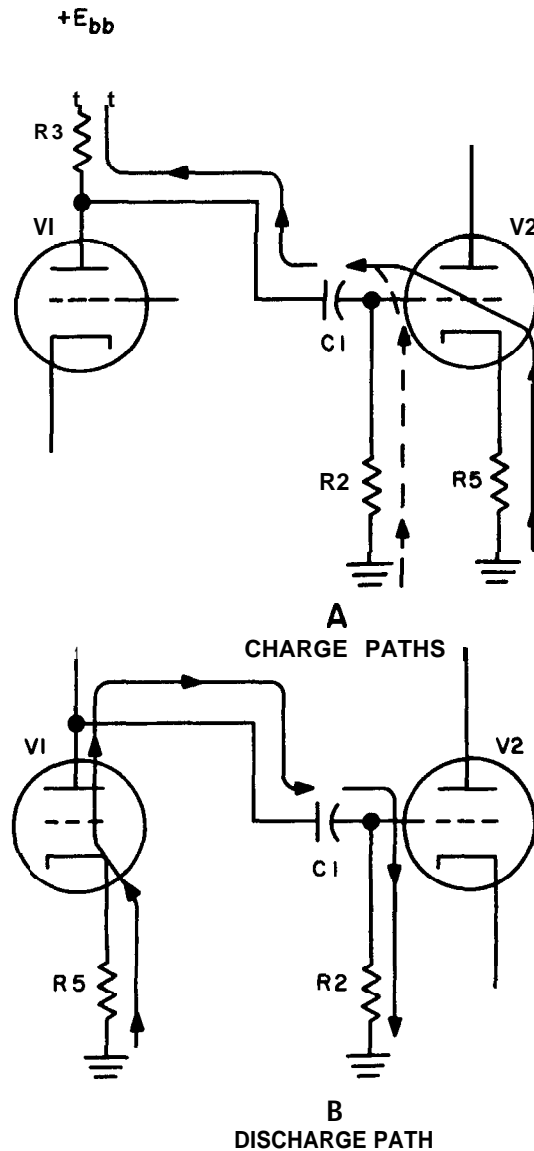 +Ebb
t t
R3
V1
V2
C1
R2
R5
A
CHARGE PATHS
V1
V2
C1
R5
R2
B
DISCHARGE PATH